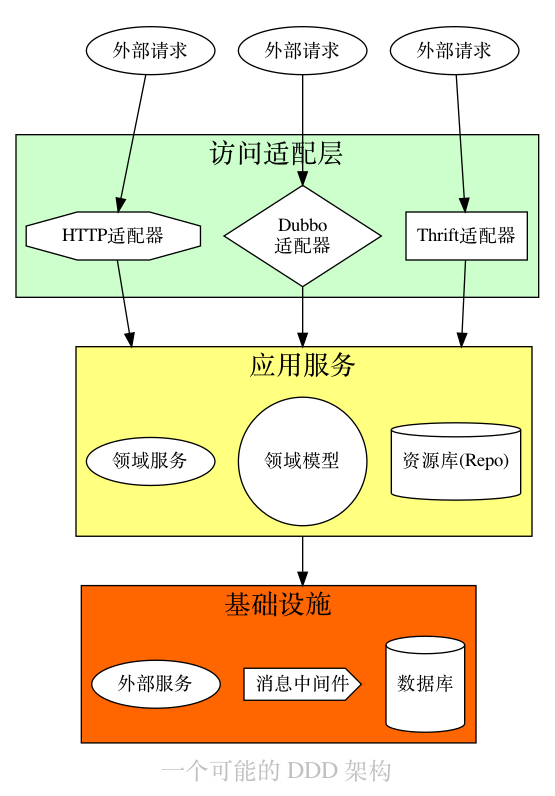 外部请求
外部请求
外部请求
访问适配层
HTTP适配器
Dubbo
适配器
Thrift适配器
应用服务
领域服务
领域模型
资源库(Repo)
基础设施
外部服务
消息中间件
数据库
一个可能的 DDD 架构